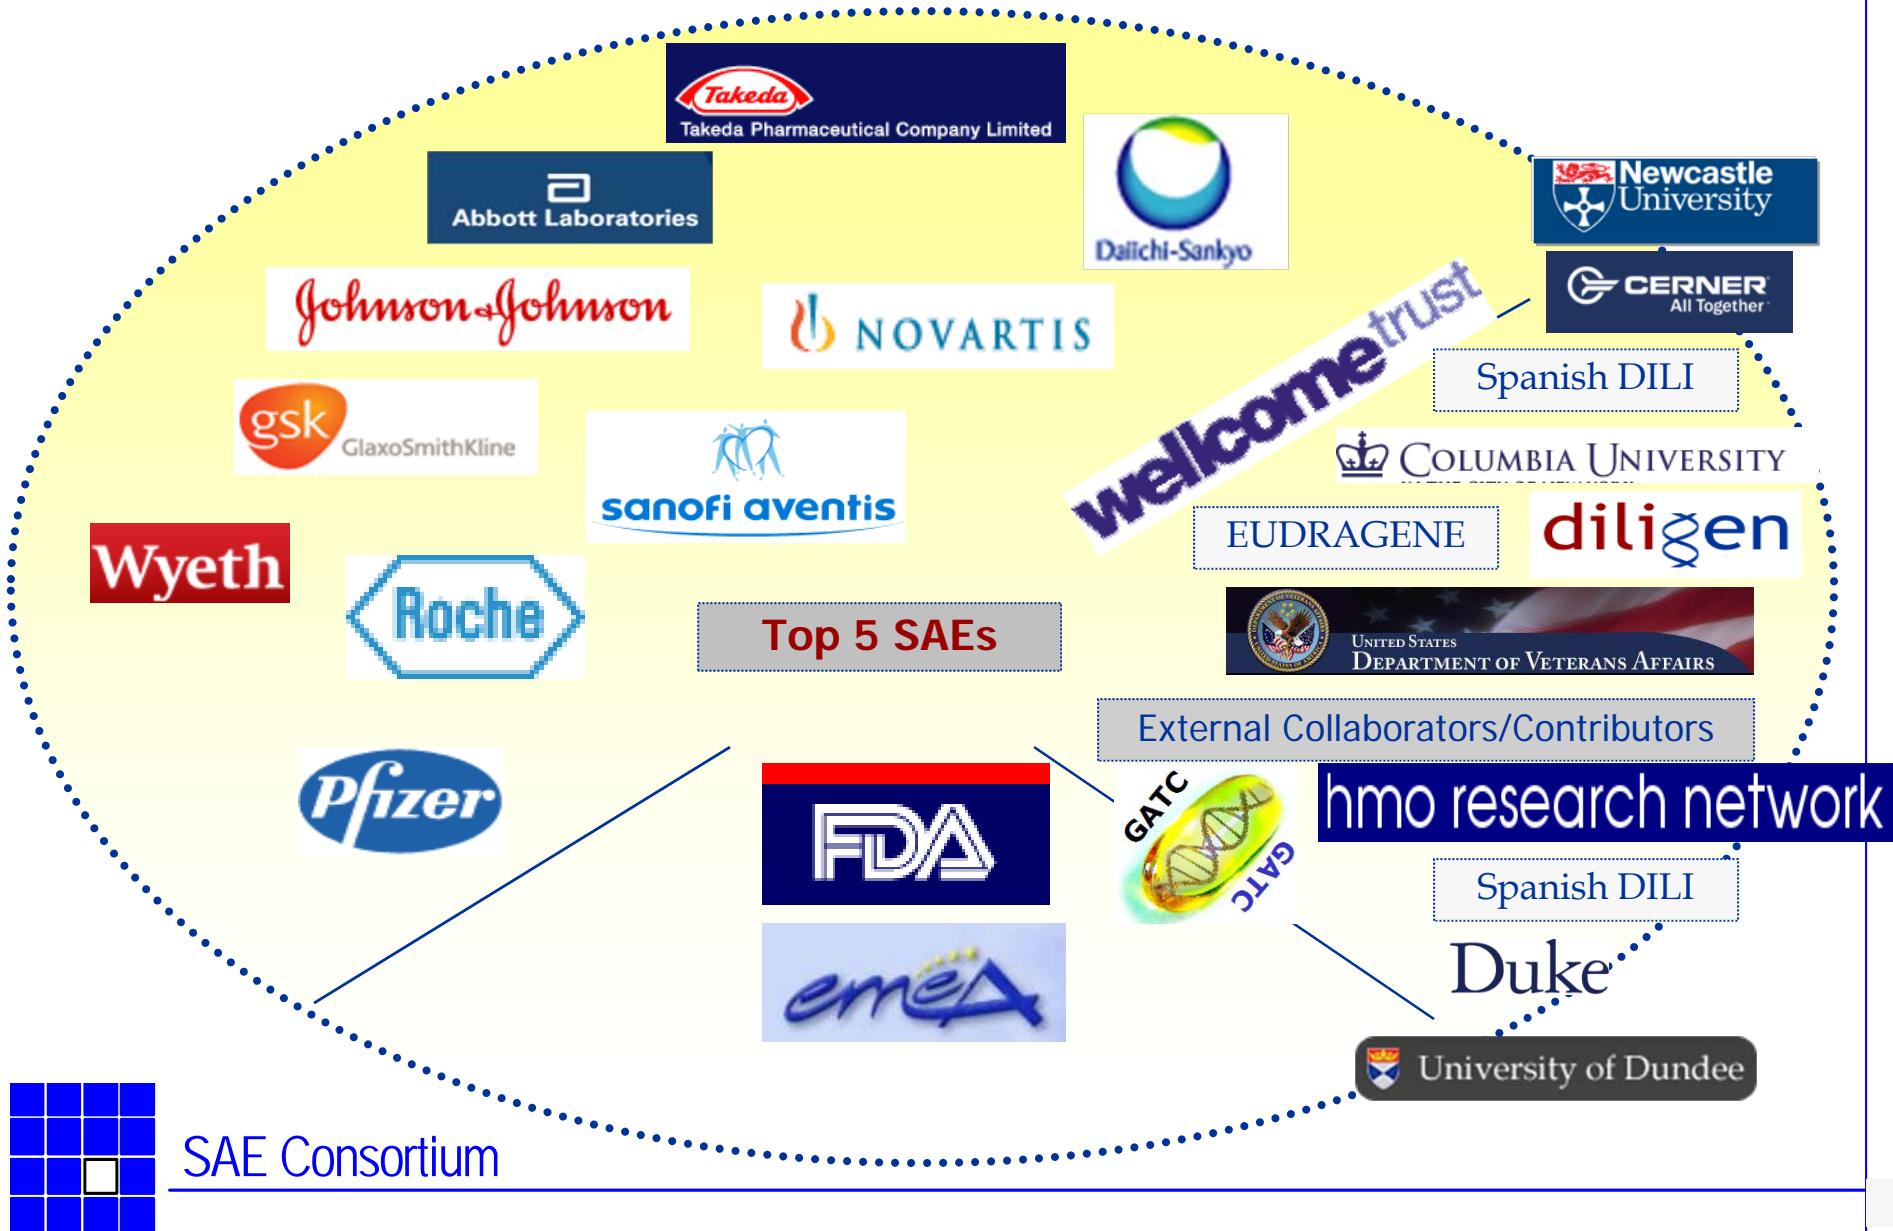 Takeda
Takeda Pharmaceutical Company Limited
Abbott Laboratories
Daiichi-Sankyo
Newcastle
University
CERNER
All Together
Johnson & Johnson
NOVARTIS
wellcometrust
Spanish DILI
gsk
GlaxoSmithKline
sanofi aventis
COLUMBIA UNIVERSITY
EUDRAGENE
diligen
Wyeth
Roche
Top 5 SAEs
UNITED STATES
DEPARTMENT OF VETERANS AFFAIRS
External Collaborators/Contributors
Pfizer
FDA
GATC
GATC
hmo research network
Spanish DILI
emeA
Duke
University of Dundee
SAE Consortium